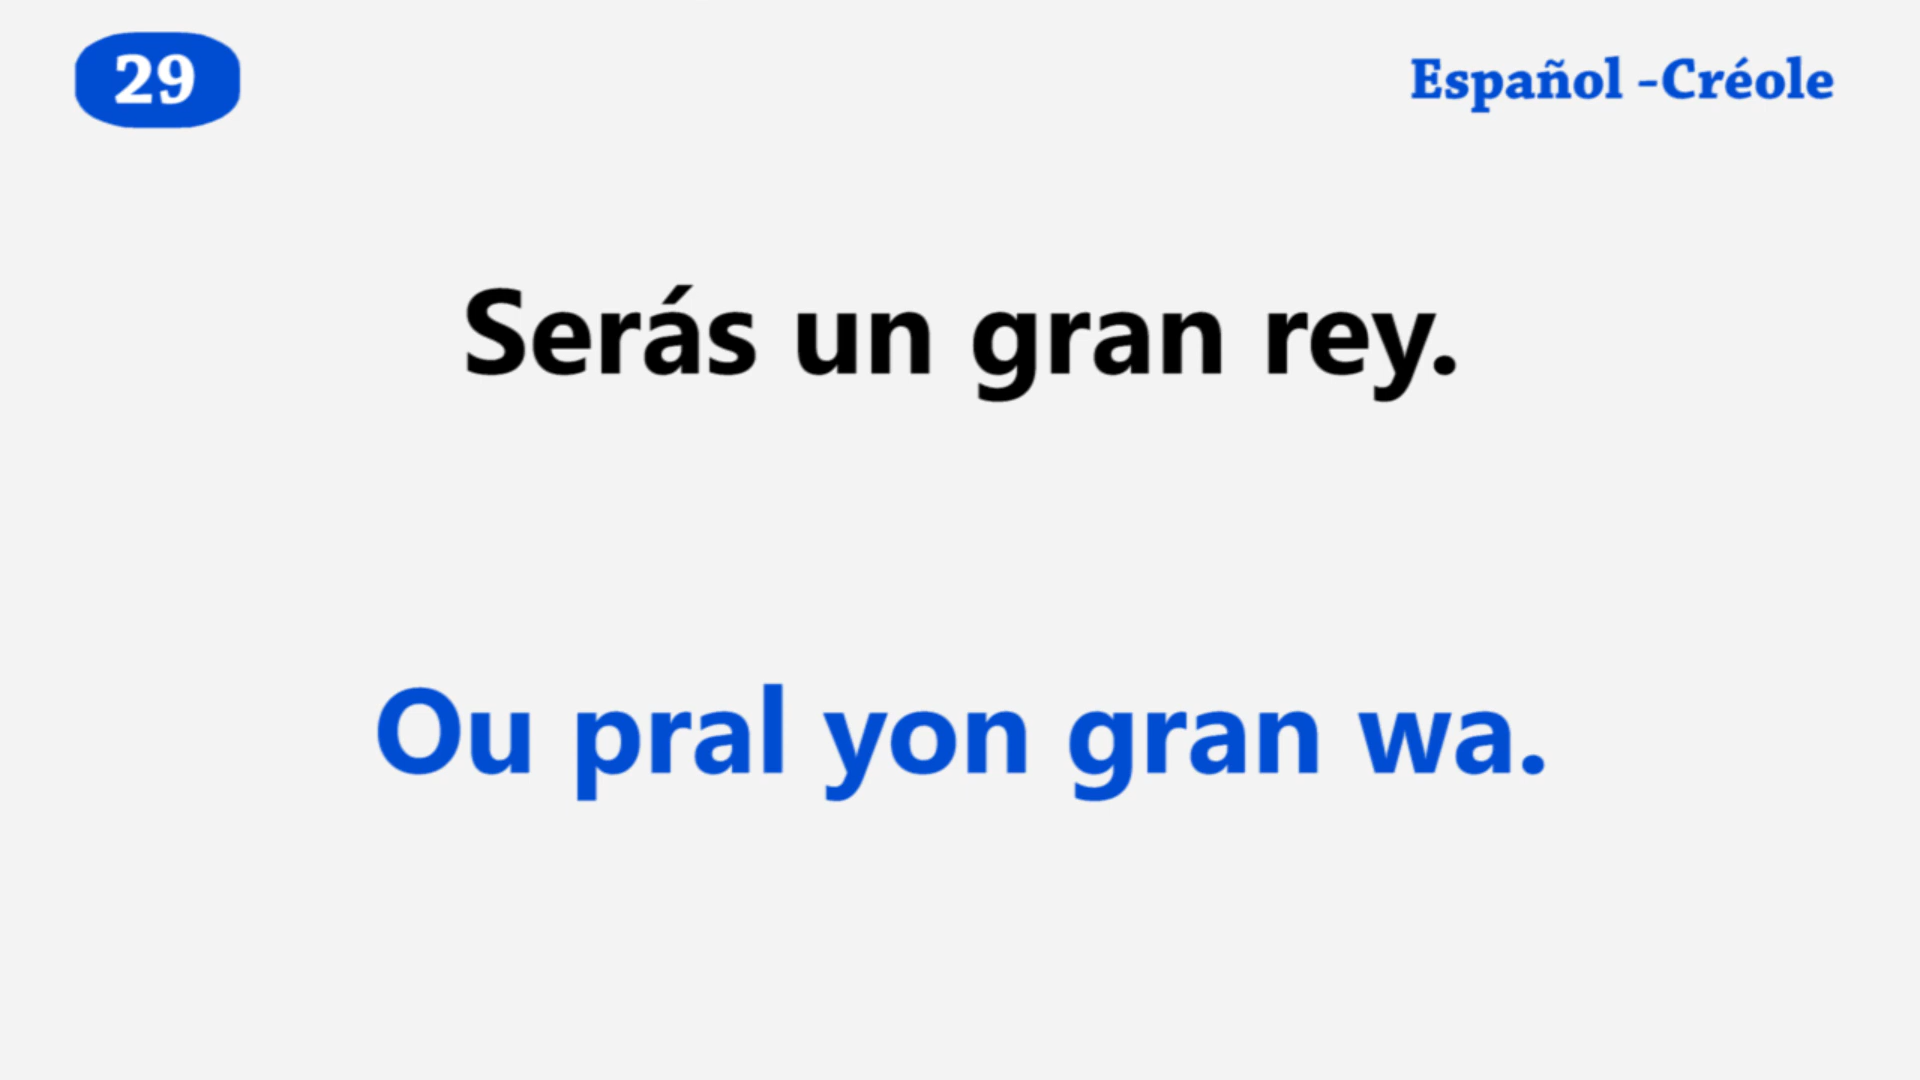 29
Español -Créole
Serás un gran rey.
Ou pral yon gran wa.